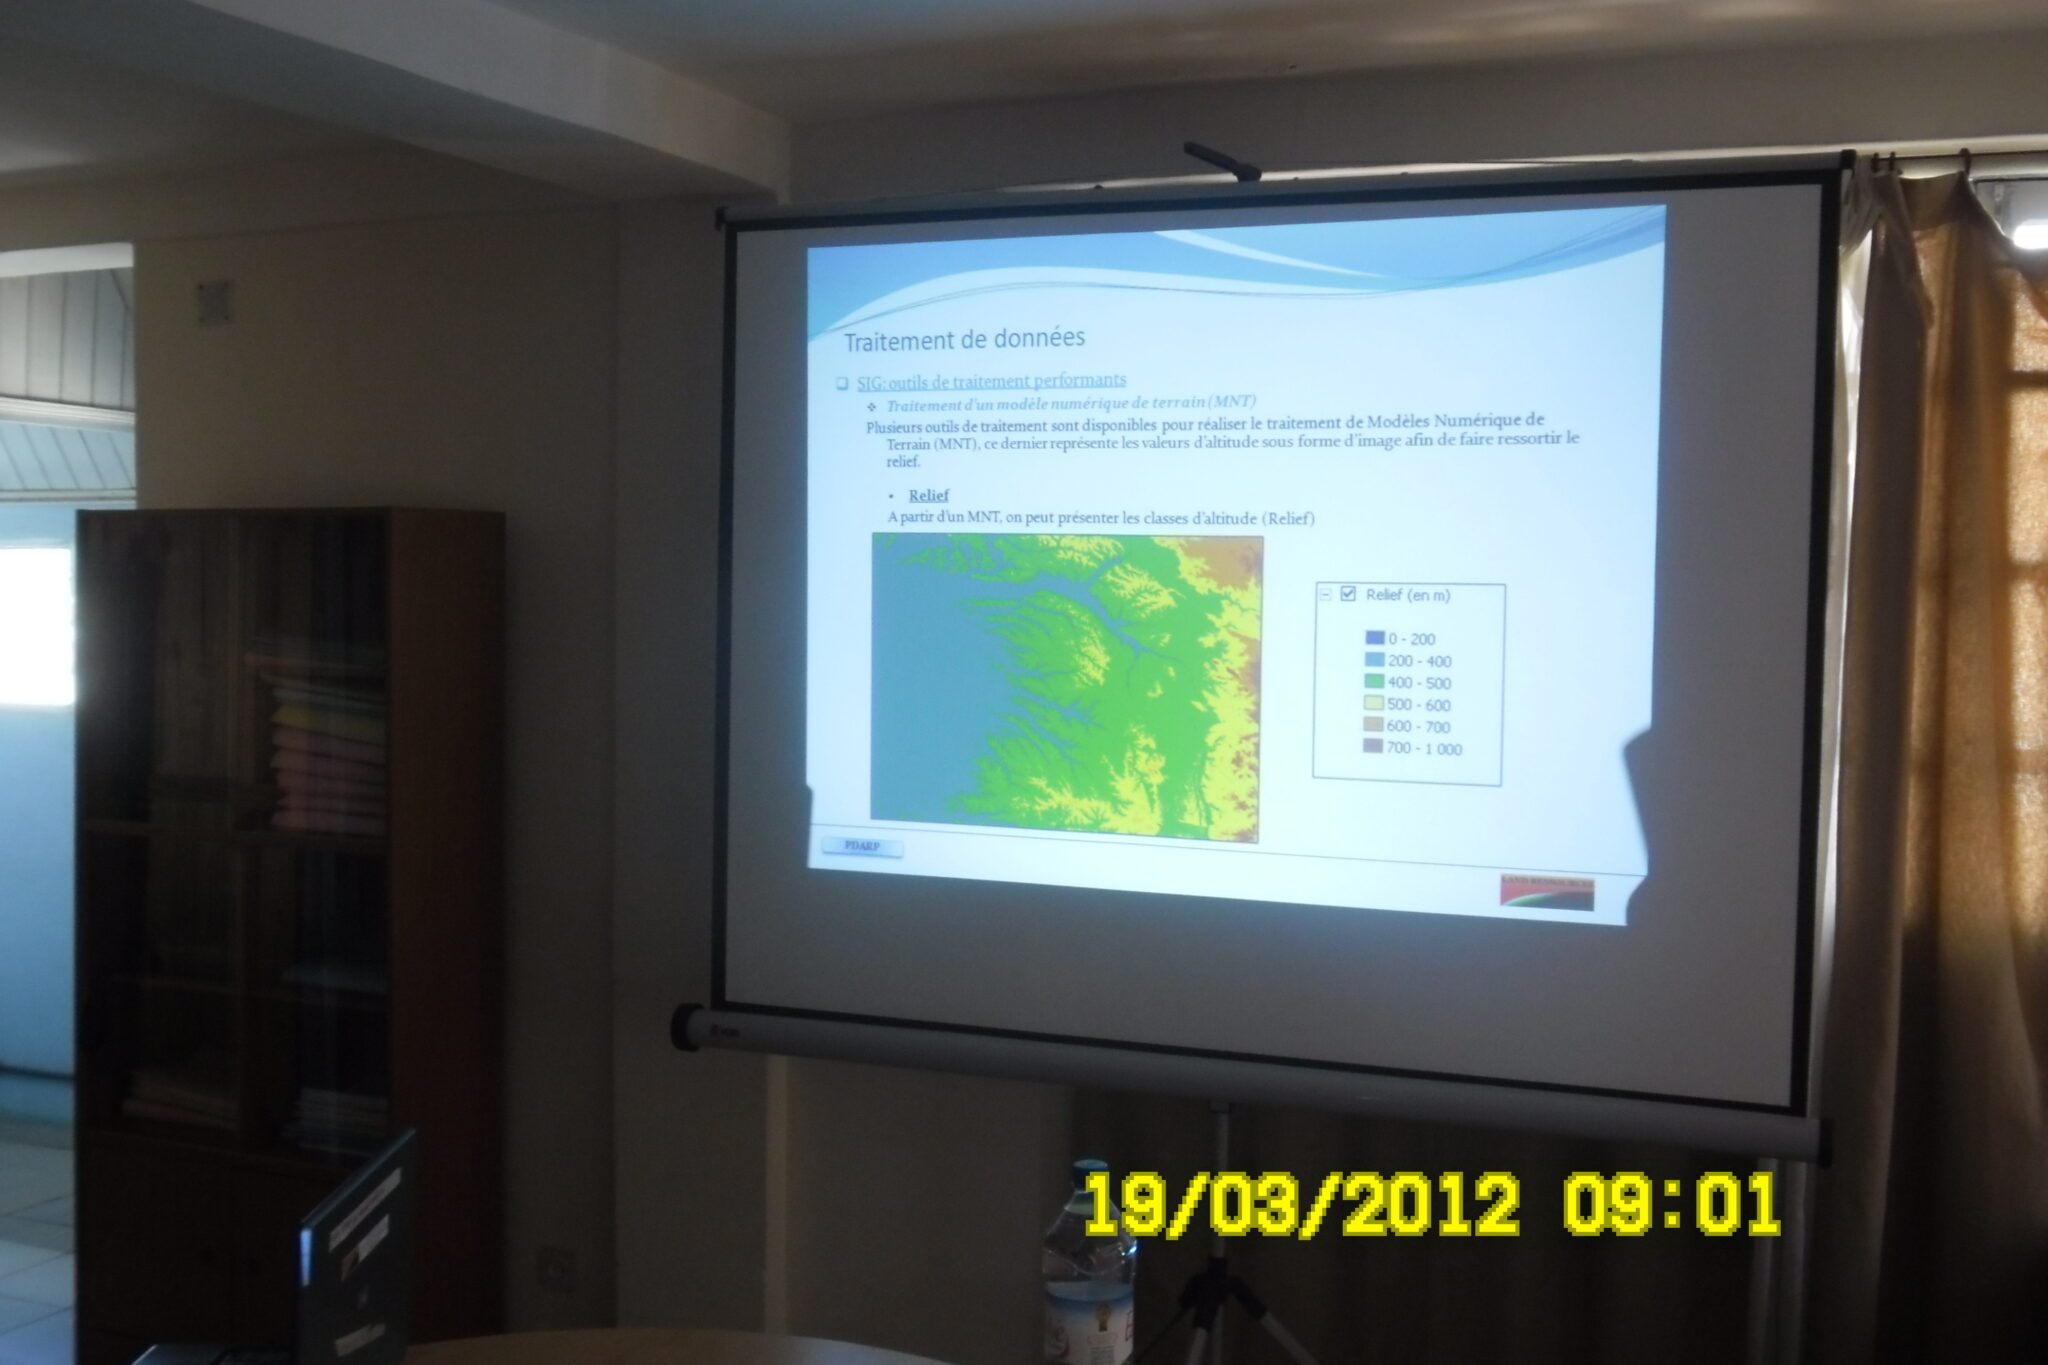 Traitement de données
SIG: outils de traitement performants
Traitement d'un modèle numérique de terrain (MNT)
Plusieurs outils de traitement sont disponibles pour réaliser le traitement de Modèles Numérique de
Terrain (MNT), ce dernier représente les valeurs d'altitude sous forme d'image afin de faire ressortir le
relief.
Relief
A partir d'un MNT, on peut présenter les classes d'altitude (Relief)
Relief (en m)
0 - 200
200 - 400
400 - 500
500 - 600
600 - 700
700 - 1 000
PDARP
LAND RESSOURCES
19/03/2012 09:01